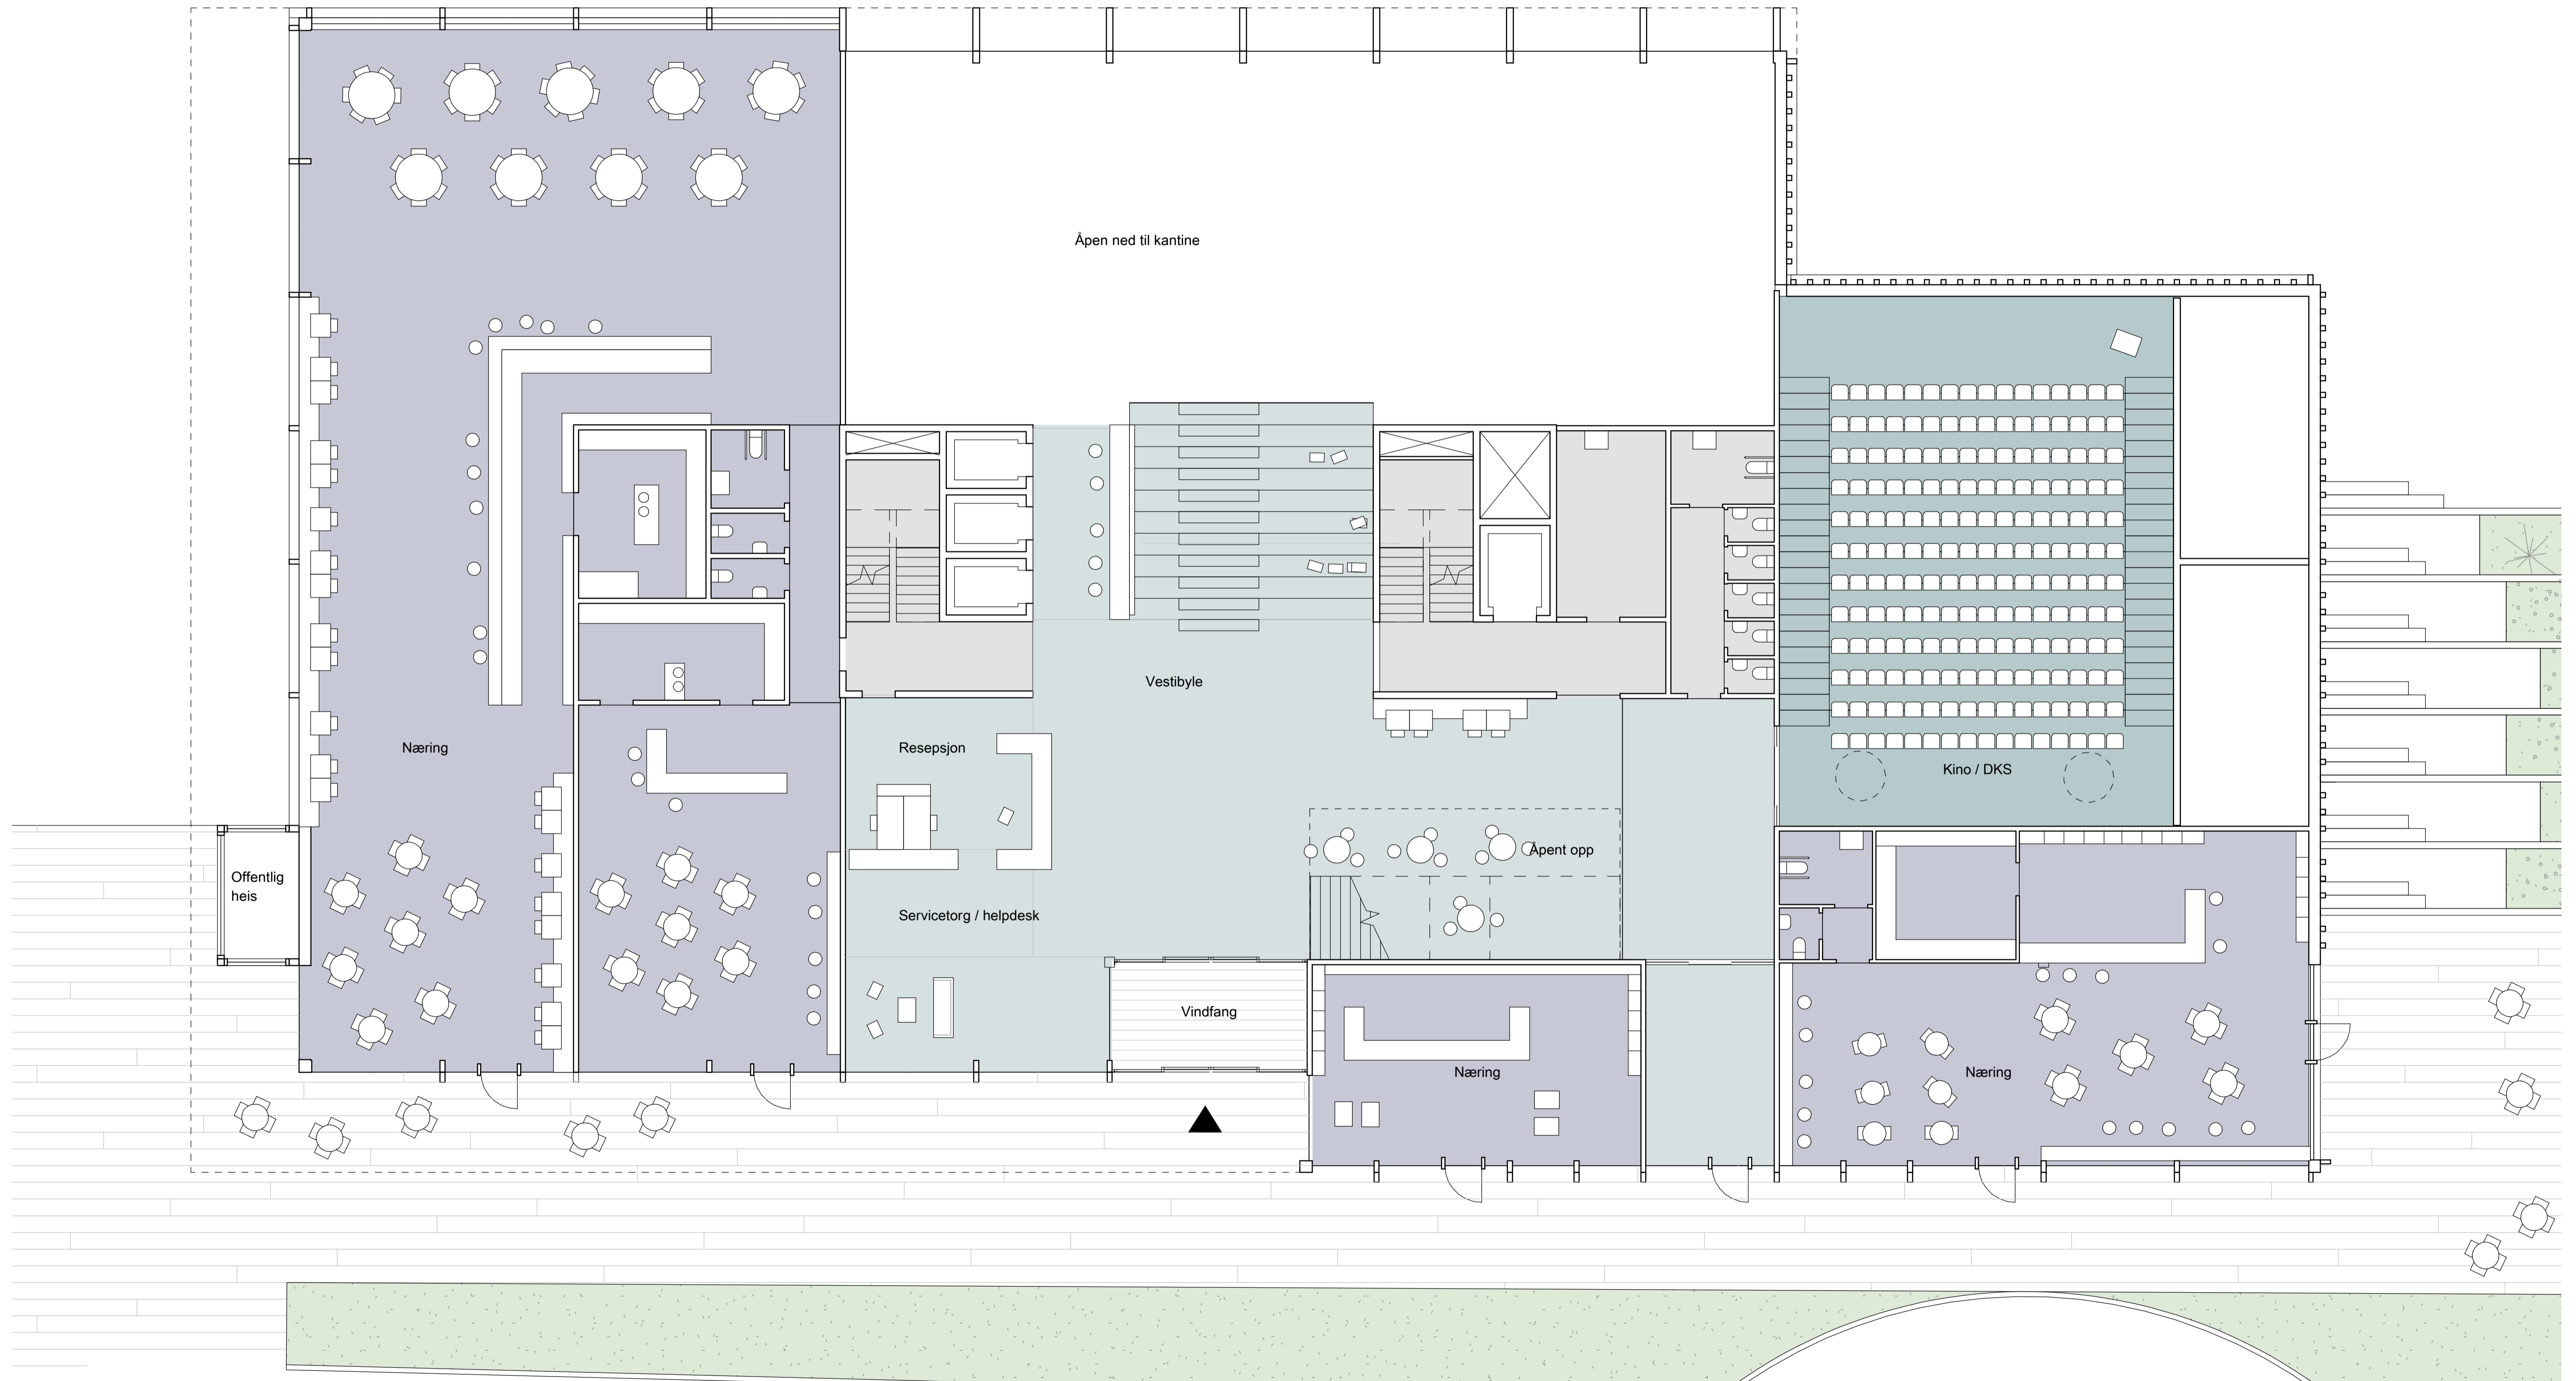 Åpen ned til kantine
Vestibyle
Næring
Resepsjon
Kino / DKS
Åpent opp
Offentlig
heis
Servicetorg / helpdesk
Vindfang
Næring
Næring